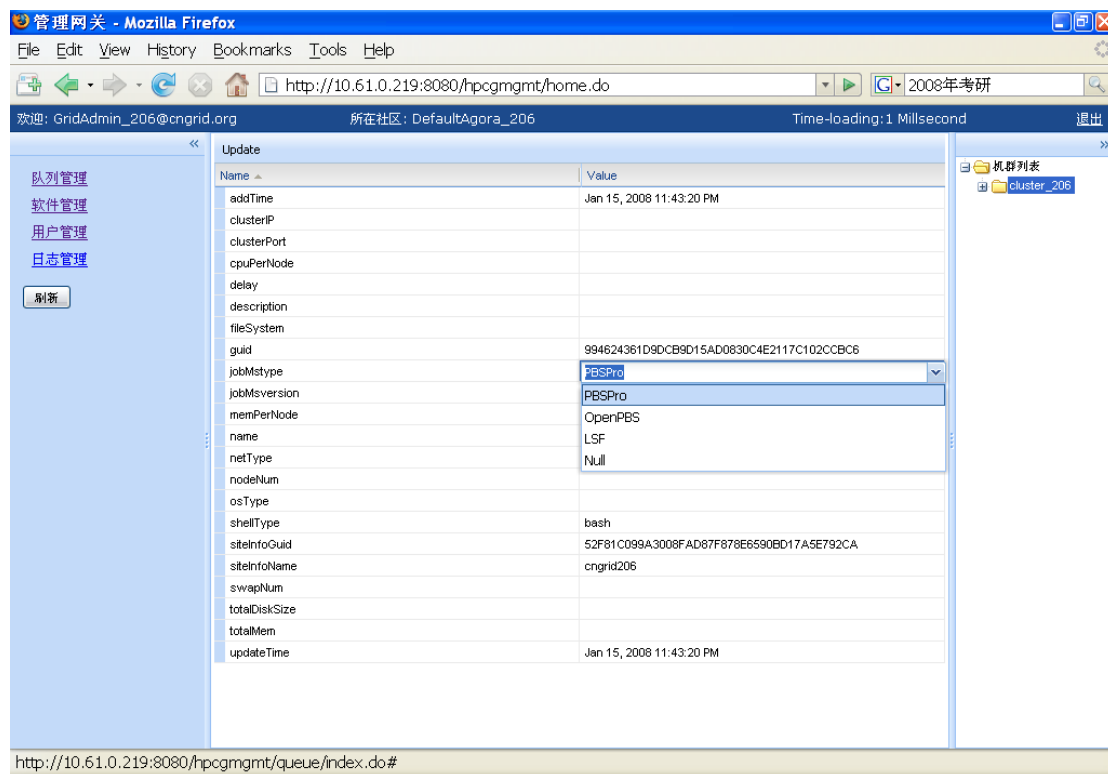 管理网关 - Mozilla Firefox
File Edit View History Bookmarks Tools Help
http://10.61.0.219:8080/hpcgmgmt/home.do
G 2008年考研
欢迎: GridAdmin_206@cngrid.org 所在社区: DefaultAgora_206 Time-loading:1 Millsecond 退出
队列管理
软件管理
用户管理
日志管理
刷新
Update
Name Value
addTime Jan 15, 2008 11:43:20 PM
clusterIP
clusterPort
cpuPerNode
delay
description
fileSystem
guid 994624361D9DCB9D15AD0830C4E2117C102CCBC6
jobMstype PBSPro
jobMsversion PBSPro
memPerNode OpenPBS
name LSF
netType Null
nodeNum
osType
shellType bash
siteInfoGuid 52F81C099A3008FAD87F878E6590BD17A5E792CA
siteInfoName cngrid206
swapNum
totalDiskSize
totalMem
updateTime Jan 15, 2008 11:43:20 PM
机群列表
cluster_206
http://10.61.0.219:8080/hpcgmgmt/queue/index.do#